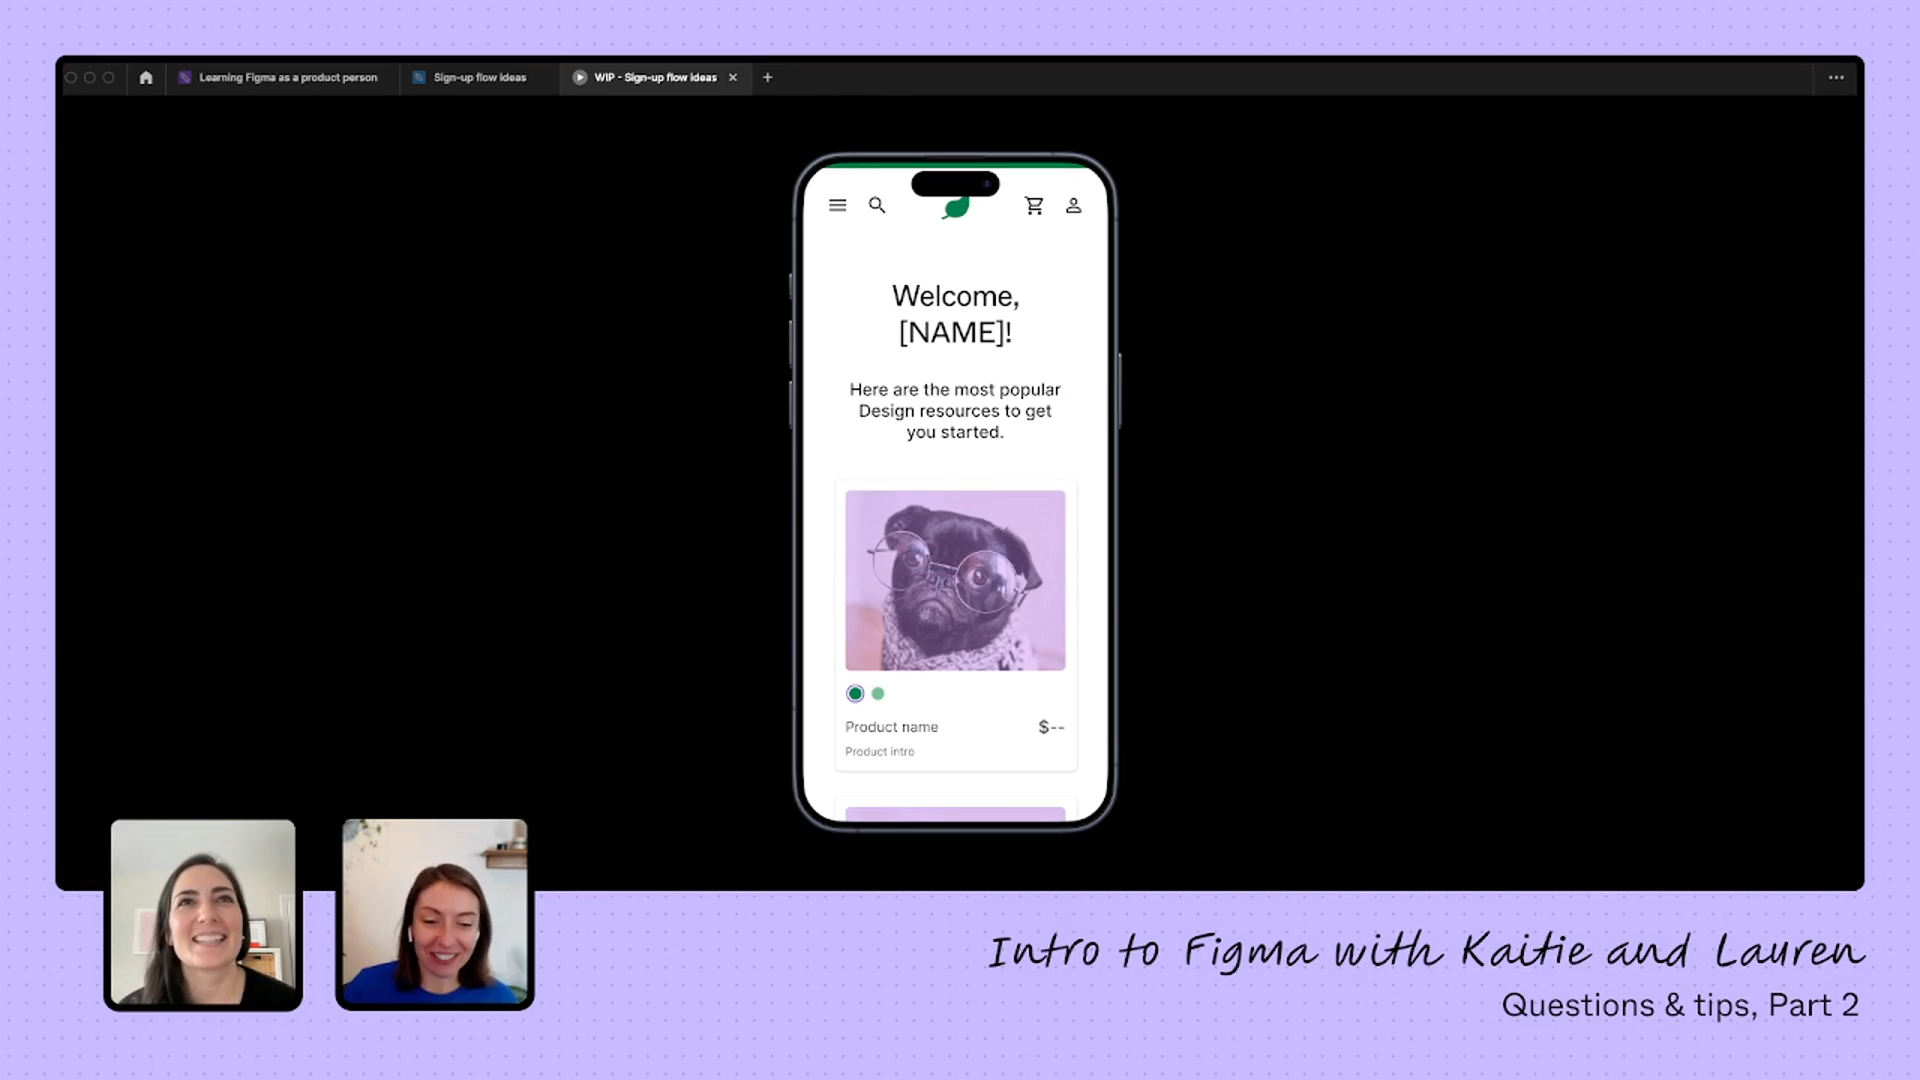 Learning Figma as a product person
Sign-up flow ideas
WIP - Sign-up flow ideas
Welcome,
[NAME]!
Here are the most popular
Design resources to get
you started.
Product name
$--
Product intro
Intro to Figma with Kaitie and Lauren
Questions & tips, Part 2